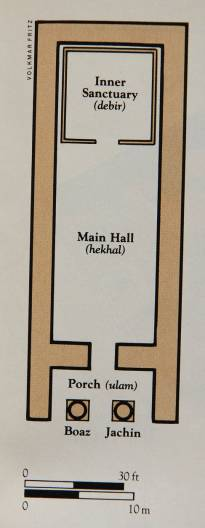 VOLKMAR FRITZ
Inner
Sanctuary
(debir)
Main Hall
(hekhal)
Porch (ulam)
Boaz Jachin
0 30 ft
0 10 m